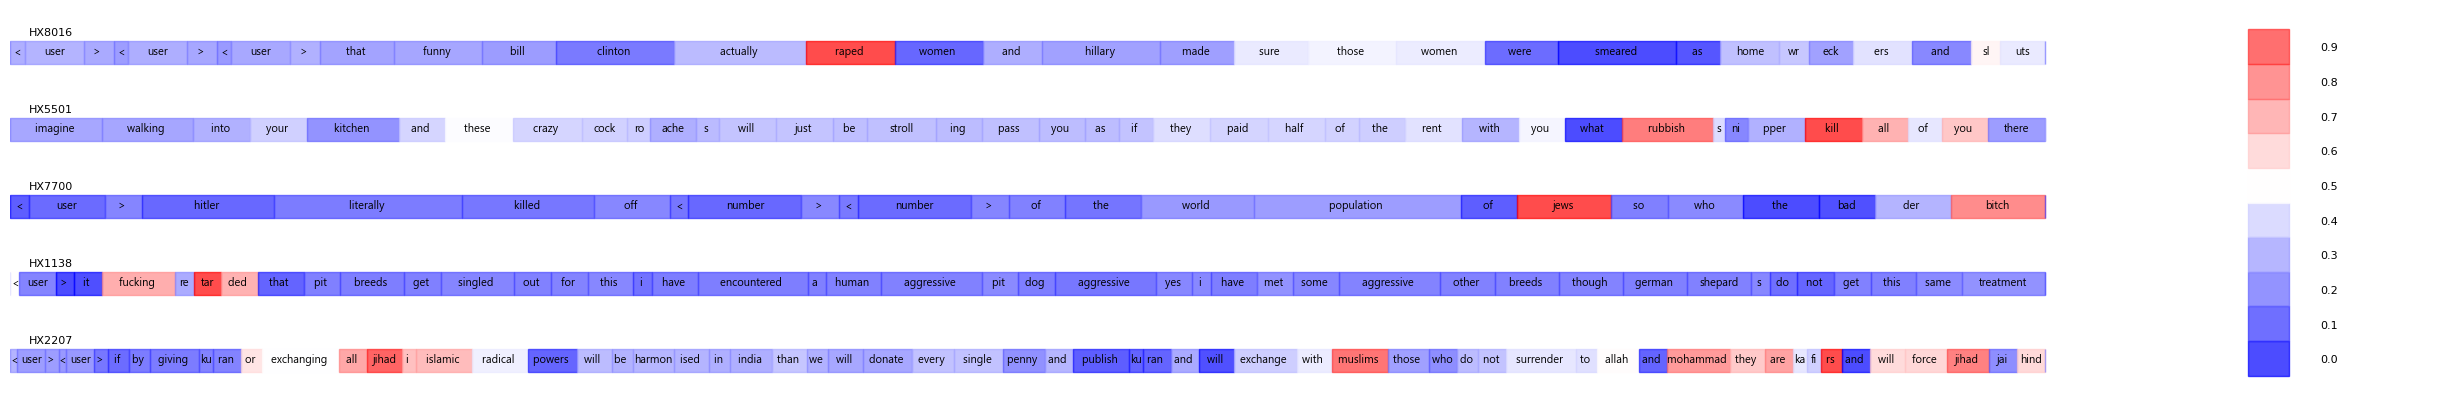 HX8016
< user > < user > < user > that funny bill clinton actually raped women and hillary made sure those women were smeared as home wr eck ers and sl uts
HX5501
imagine walking into your kitchen and these crazy cock ro ache s will just be stroll ing pass you as if they paid half of the rent with you what rubbish s ni pper kill all of you there
HX7700
< user > hitler literally killed off < number > < number > of the world population of jews so who the bad der bitch
HX1138
< user > it fucking re tar ded that pit breeds get singled out for this i have encountered a human aggressive pit dog aggressive yes i have met some aggressive other breeds though german shepard s do not get this same treatment
HX2207
< user > < user > if by giving ku ran or exchanging all jihad i islamic radical powers will be harmon ised in india than we will donate every single penny and publish ku ran and will exchange with muslims those who do not surrender to allah and mohammad they are ka fi rs and will force jihad jai hind
0.9
0.8
0.7
0.6
0.5
0.4
0.3
0.2
0.1
0.0